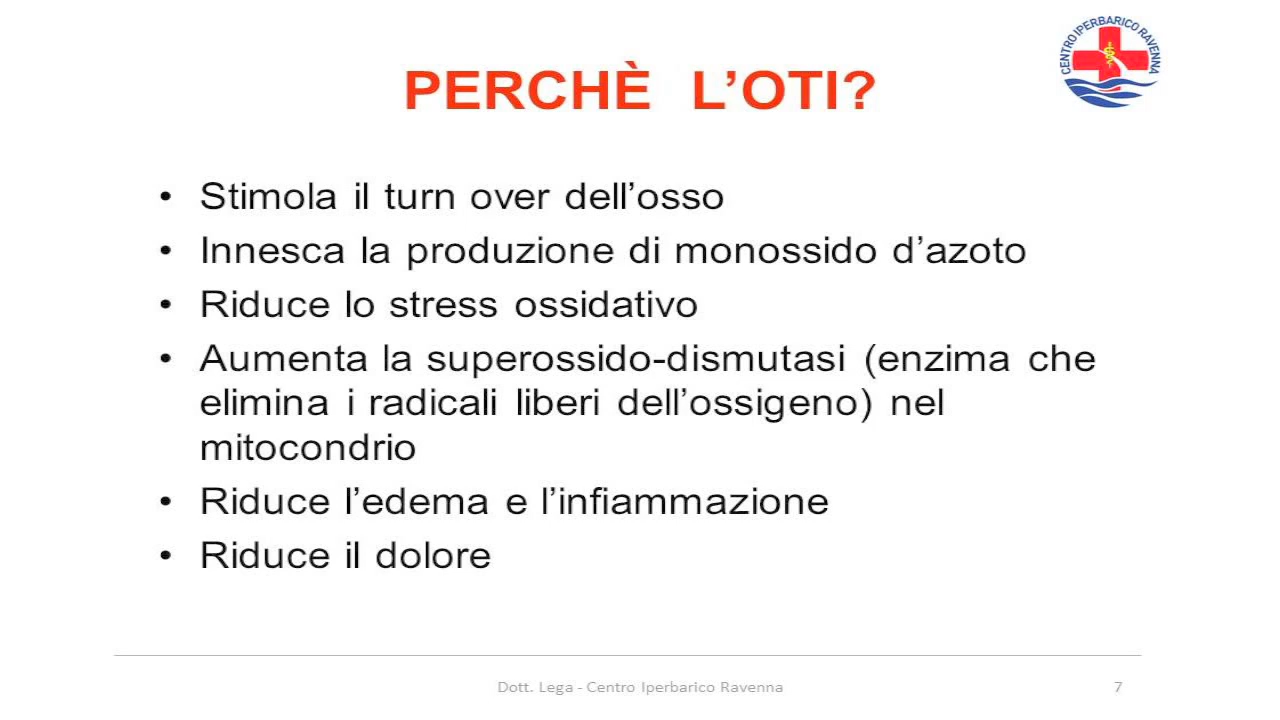 CENTRO IPERBARICO RAVENNA
PERCHÈ L’OTI?
• Stimola il turn over dell’osso
• Innesca la produzione di monossido d’azoto
• Riduce lo stress ossidativo
• Aumenta la superossido-dismutasi (enzima che
elimina i radicali liberi dell’ossigeno) nel
mitocondrio
• Riduce l’edema e l’infiammazione
• Riduce il dolore
Dott. Lega - Centro Iperbarico Ravenna
7